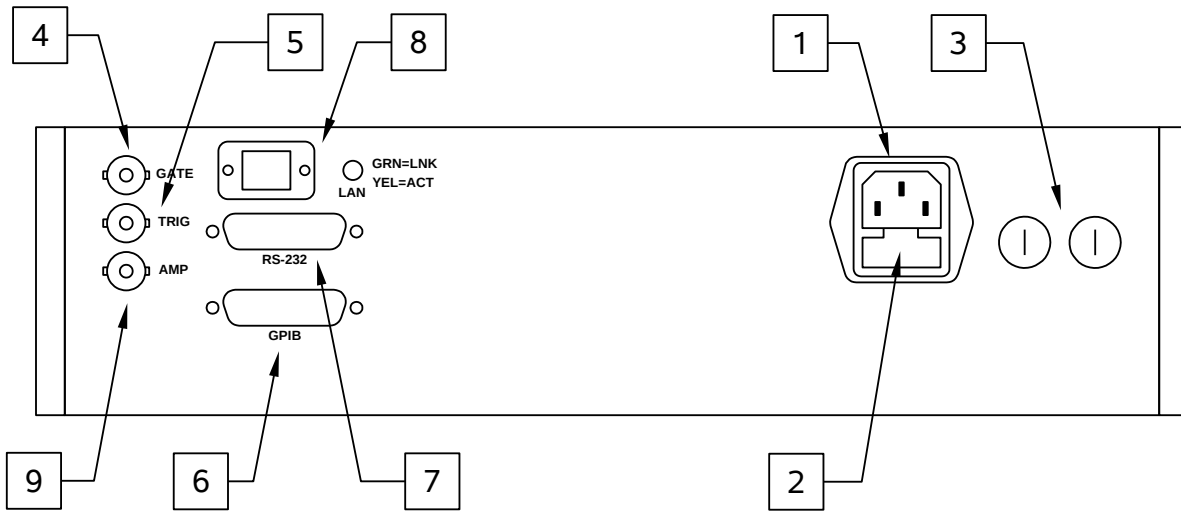 4
5
8
1
3
GATE
GRN=LNK
YEL=ACT
LAN
TRIG
RS-232
AMP
GPIB
9
6
7
2